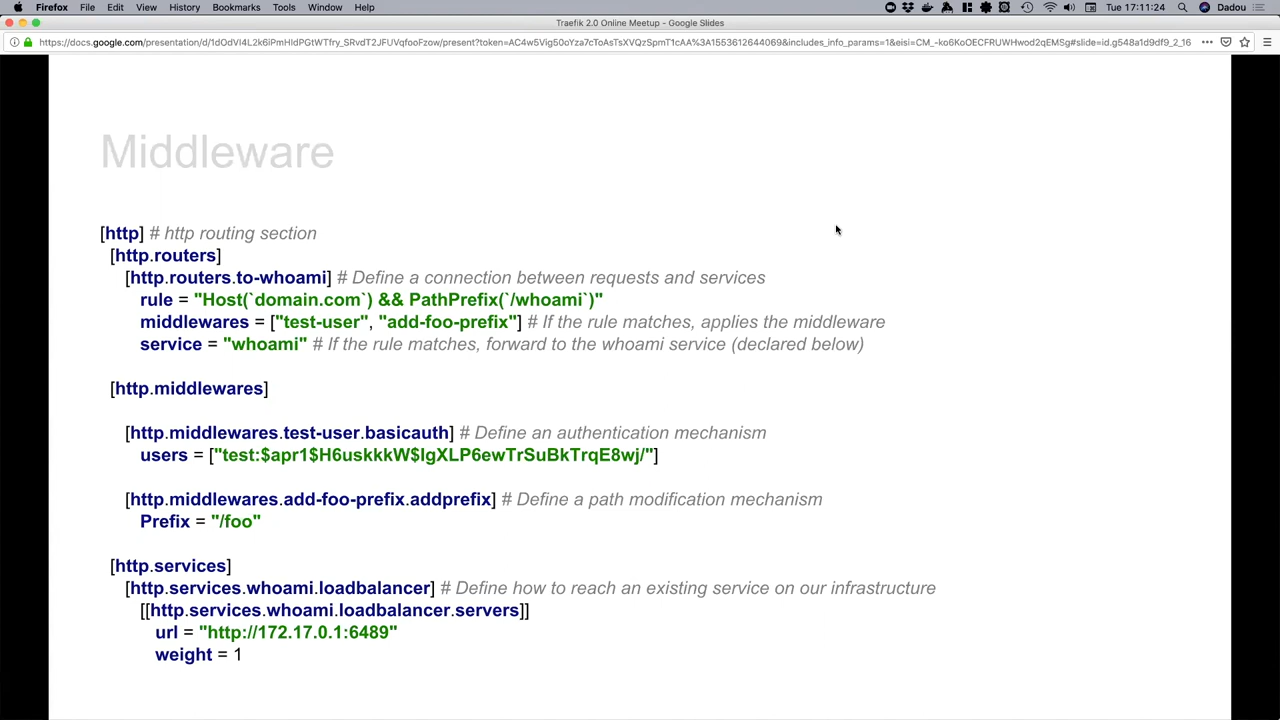 Firefox File Edit View History Bookmarks Tools Window Help Tue 17:11:24 Dadou
Traefik 2.0 Online Meetup - Google Slides
Middleware
[http] # http routing section
[http.routers]
[http.routers.to-whoami] # Define a connection between requests and services
rule = "Host(`domain.com`) && PathPrefix(`/whoami`)"
middlewares = ["test-user", "add-foo-prefix"] # If the rule matches, applies the middleware
service = "whoami" # If the rule matches, forward to the whoami service (declared below)
[http.middlewares]
[http.middlewares.test-user.basicauth] # Define an authentication mechanism
users = ["test:$apr1$H6uskkkW$IgXLP6ewTrSuBkTrqE8wj/"]
[http.middlewares.add-foo-prefix.addprefix] # Define a path modification mechanism
Prefix = "/foo"
[http.services]
[http.services.whoami.loadbalancer] # Define how to reach an existing service on our infrastructure
[[http.services.whoami.loadbalancer.servers]]
url = "http://172.17.0.1:6489"
weight = 1